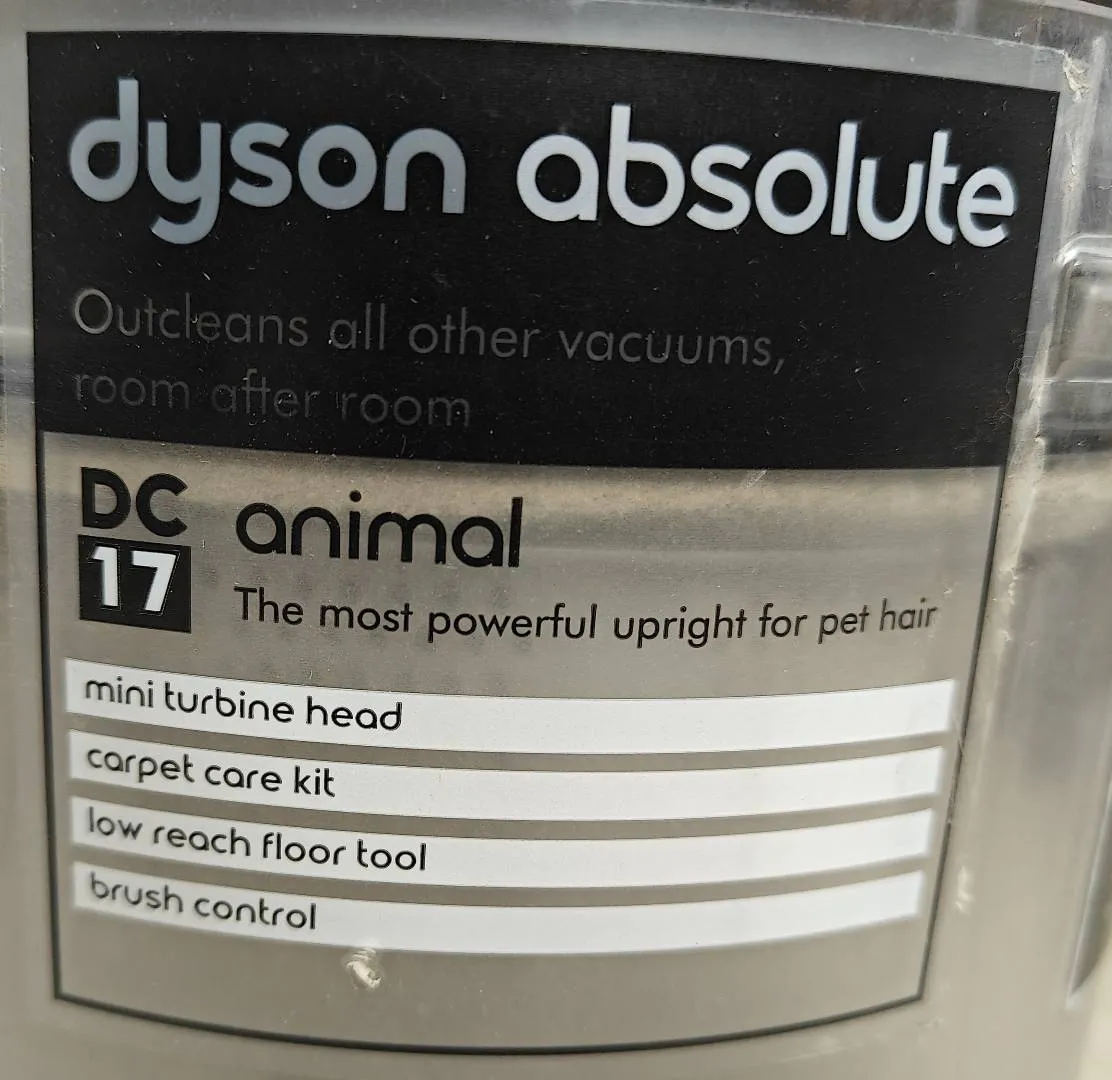 dyson absolute
Outcleans all other vacuums,
room after room
DC animal
17
The most powerful upright for pet hair
mini turbine head
carpet care kit
low reach floor tool
brush control